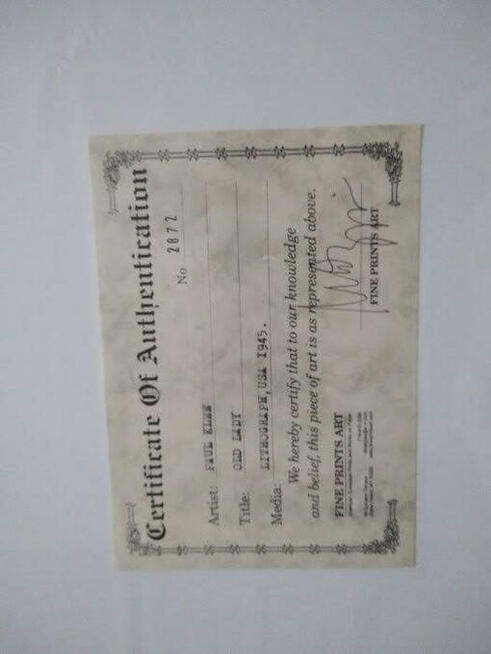 Certificate Of Authentication
No 2872
Artist: PAUL KLEE
Title: OLD LADY
Media: LITHOGRAPH, USA 1945.
We hereby certify that to our knowledge
and belief, this piece of art is as represented above.
FINE PRINTS ART
FINE PRINTS ART